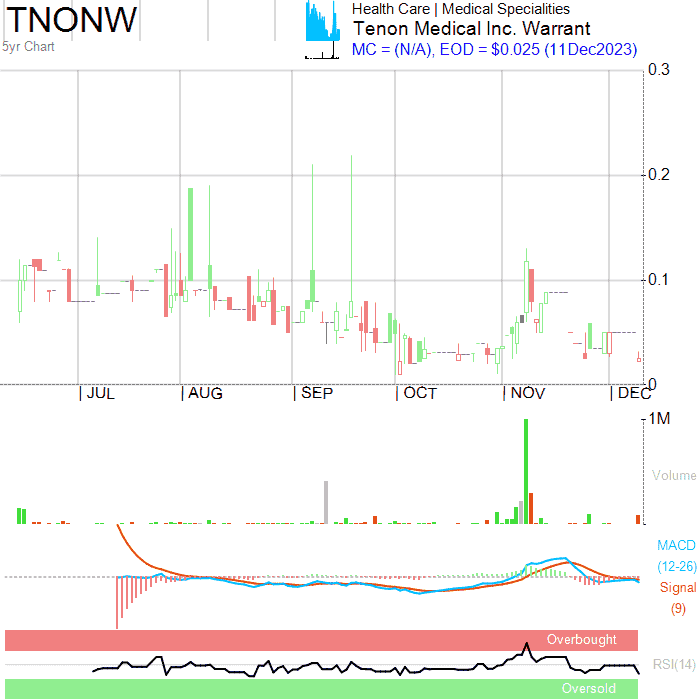 TNONW
5yr Chart
Health Care | Medical Specialities
Tenon Medical Inc. Warrant
MC = (N/A), EOD = $0.025 (11Dec2023)
0.3
0.2
0.1
0
| JUL | AUG | SEP | OCT | NOV | DEC
1M
Volume
MACD
(12-26)
Signal
(9)
Overbought
RSI(14)
Oversold